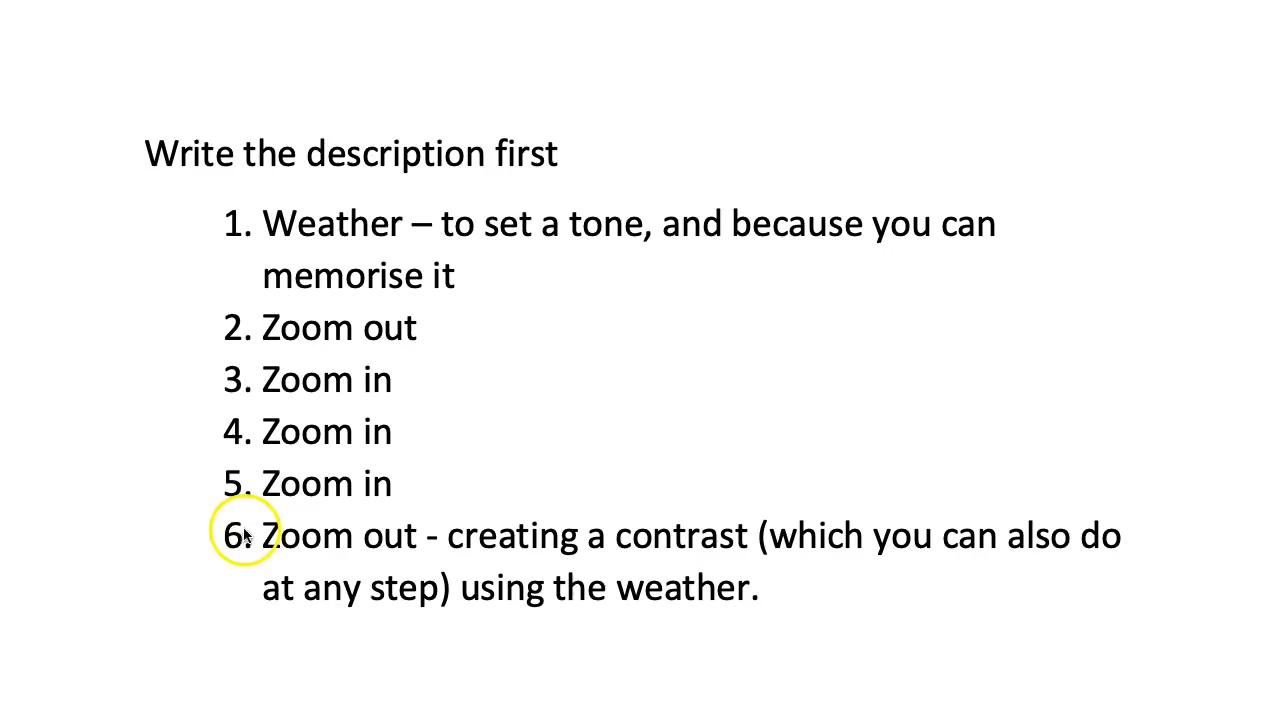 Write the description first
1. Weather – to set a tone, and because you can
memorise it
2. Zoom out
3. Zoom in
4. Zoom in
5. Zoom in
6. Zoom out - creating a contrast (which you can also do
at any step) using the weather.